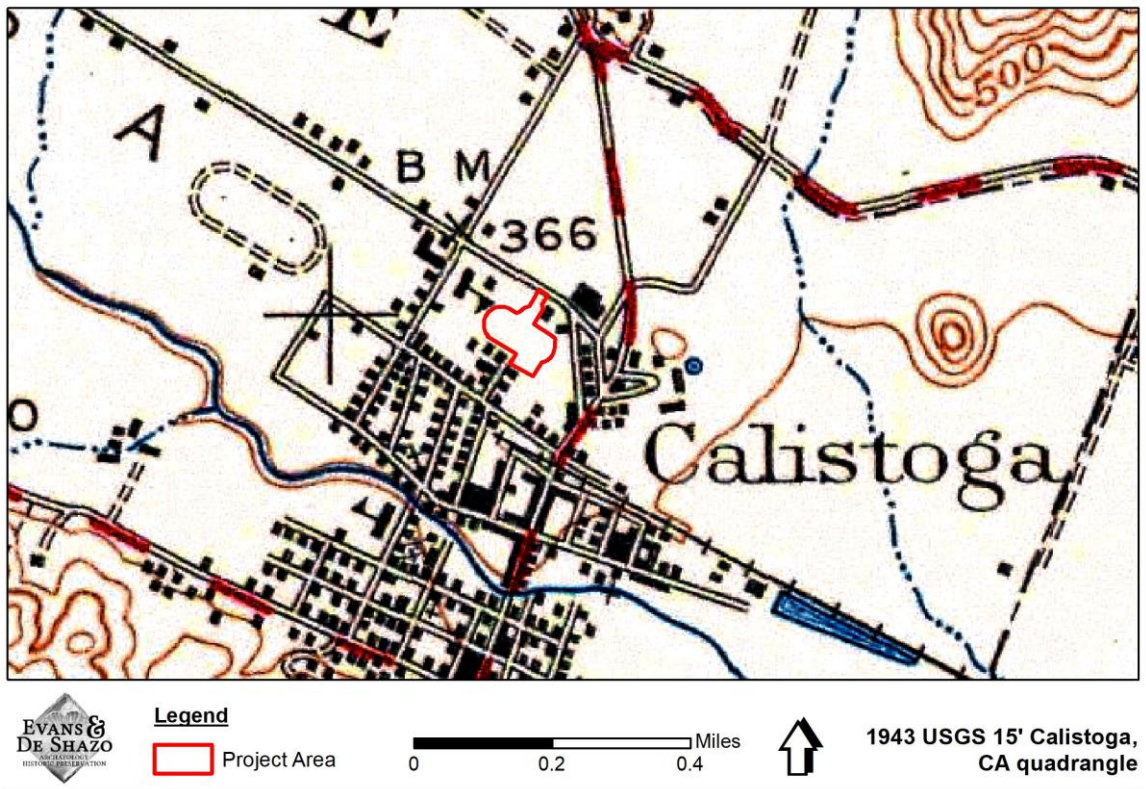 E
A
B M
500
366
O
Calistoga
EVANS &
DE SHAZO
ARCHAEOLOGY
HISTORIC PRESERVATION
Legend
Project Area
Miles
0 0.2 0.4
1943 USGS 15' Calistoga,
CA quadrangle